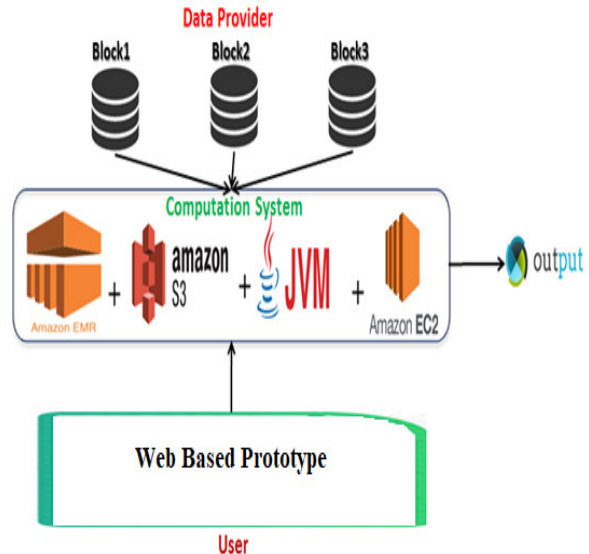 Data Provider
Block1 Block2 Block3
Computation System
Amazon EMR + amazon S3 + JVM + Amazon EC2
output
Web Based Prototype
User